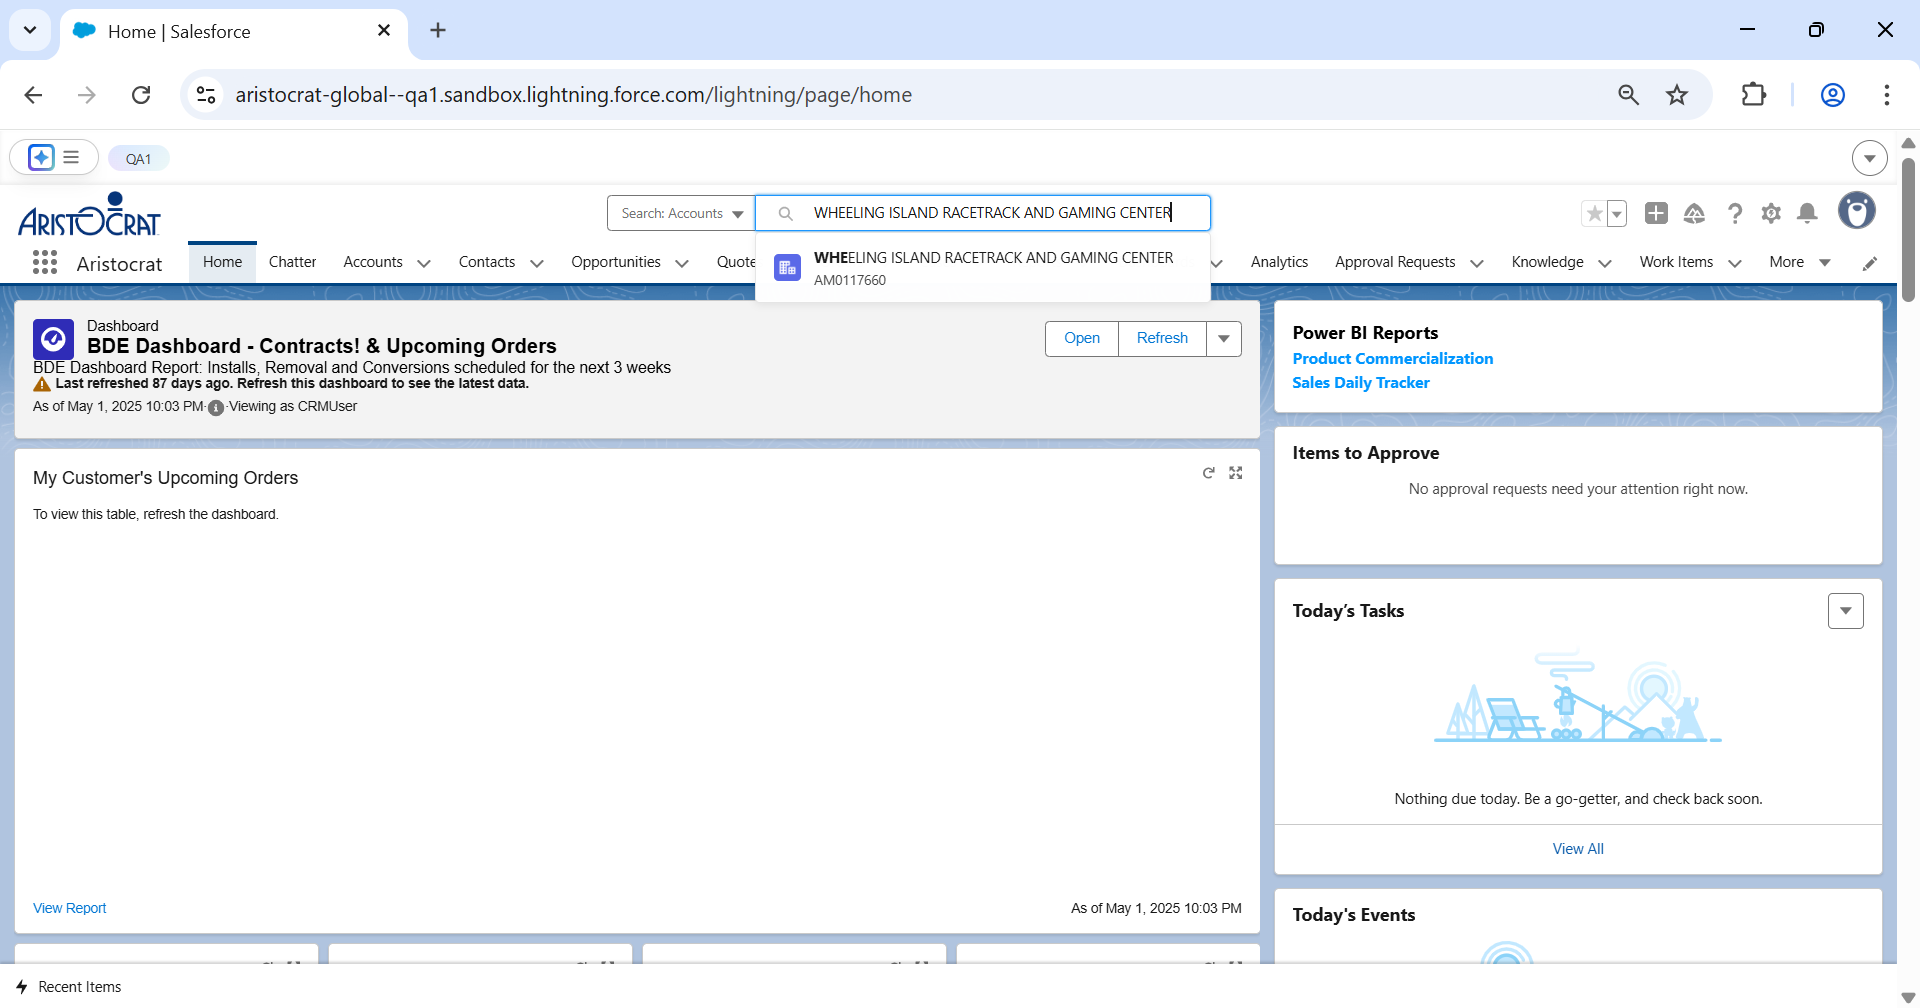 Home | Salesforce
aristocrat-global--qa1.sandbox.lightning.force.com/lightning/page/home
QA1
ARISTOCRAT
Search: Accounts
WHEELING ISLAND RACETRACK AND GAMING CENTER
WHEELING ISLAND RACETRACK AND GAMING CENTER
AM0117660
Aristocrat
Home
Chatter
Accounts
Contacts
Opportunities
Quote
Analytics
Approval Requests
Knowledge
Work Items
More
Dashboard
BDE Dashboard - Contracts! & Upcoming Orders
BDE Dashboard Report: Installs, Removal and Conversions scheduled for the next 3 weeks
Last refreshed 87 days ago. Refresh this dashboard to see the latest data.
As of May 1, 2025 10:03 PM·Viewing as CRMUser
Open
Refresh
My Customer's Upcoming Orders
To view this table, refresh the dashboard.
View Report
As of May 1, 2025 10:03 PM
Power BI Reports
Product Commercialization
Sales Daily Tracker
Items to Approve
No approval requests need your attention right now.
Today’s Tasks
Nothing due today. Be a go-getter, and check back soon.
View All
Today's Events
Recent Items